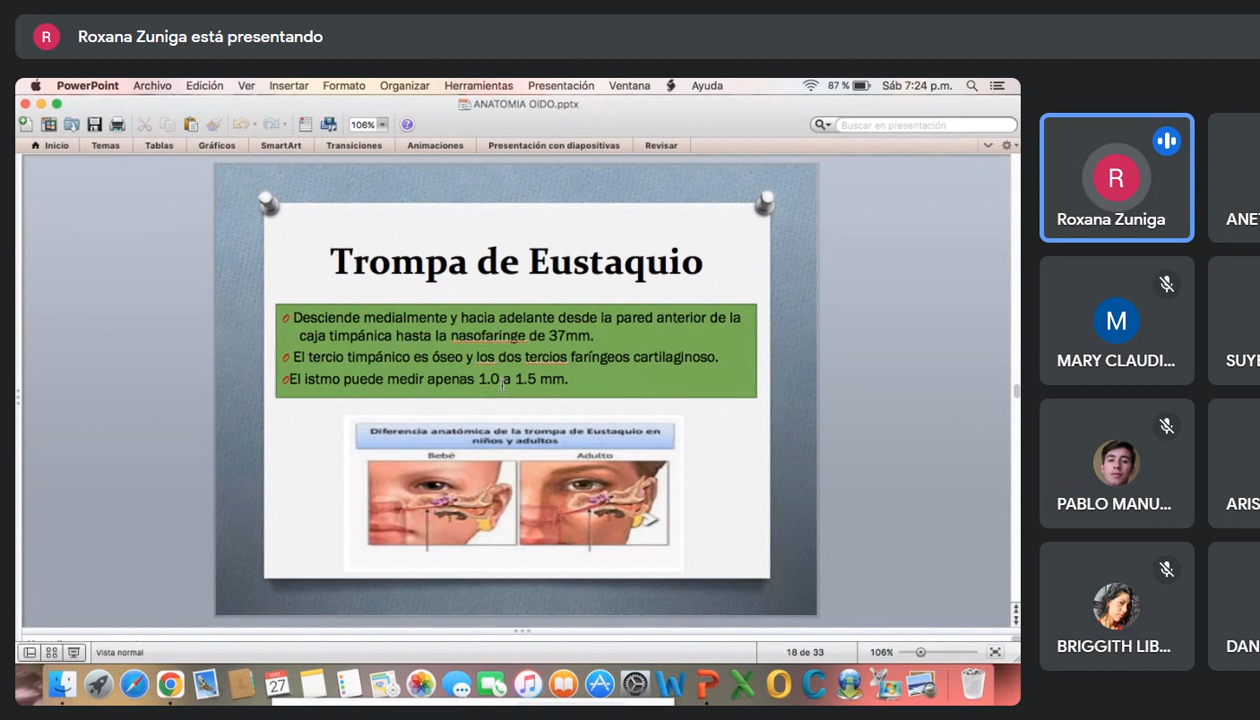 R
Roxana Zuniga está presentando
PowerPoint Archivo Edición Ver Insertar Formato Organizar Herramientas Presentación Ventana Ayuda 87 % Sáb 7:24 p.m.
ANATOMIA OIDO.pptx
106% Buscar en presentación
Inicio Temas Tablas Gráficos SmartArt Transiciones Animaciones Presentación con diapositivas Revisar
Trompa de Eustaquio
Desciende medialmente y hacia adelante desde la pared anterior de la
caja timpánica hasta la nasofaringe de 37mm.
El tercio timpánico es óseo y los dos tercios faríngeos cartilaginoso.
El istmo puede medir apenas 1.0 a 1.5 mm.
Diferencia anatómica de la trompa de Eustaquio en
niños y adultos
Bebé Adulto
Vista normal 18 de 33 106%
27
R
Roxana Zuniga
ANE
M
MARY CLAUDI...
SUYE
PABLO MANU...
ARIS
BRIGGITH LIB...
DAN